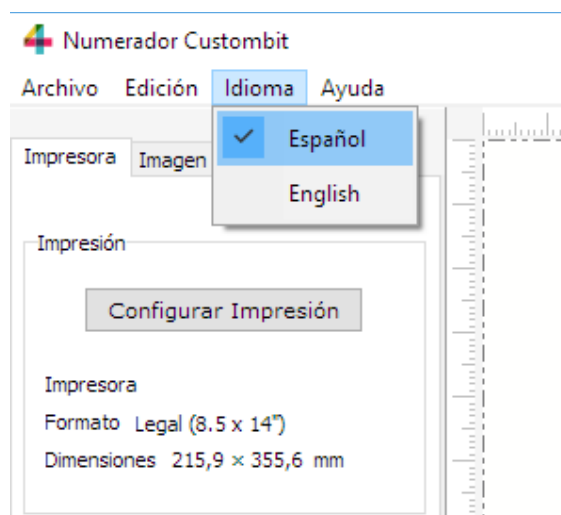 Numerador Custombit
Archivo Edición Idioma Ayuda
Español
English
Impresora Imagen
Impresión
Configurar Impresión
Impresora
Formato Legal (8.5 x 14")
Dimensiones 215,9 × 355,6 mm